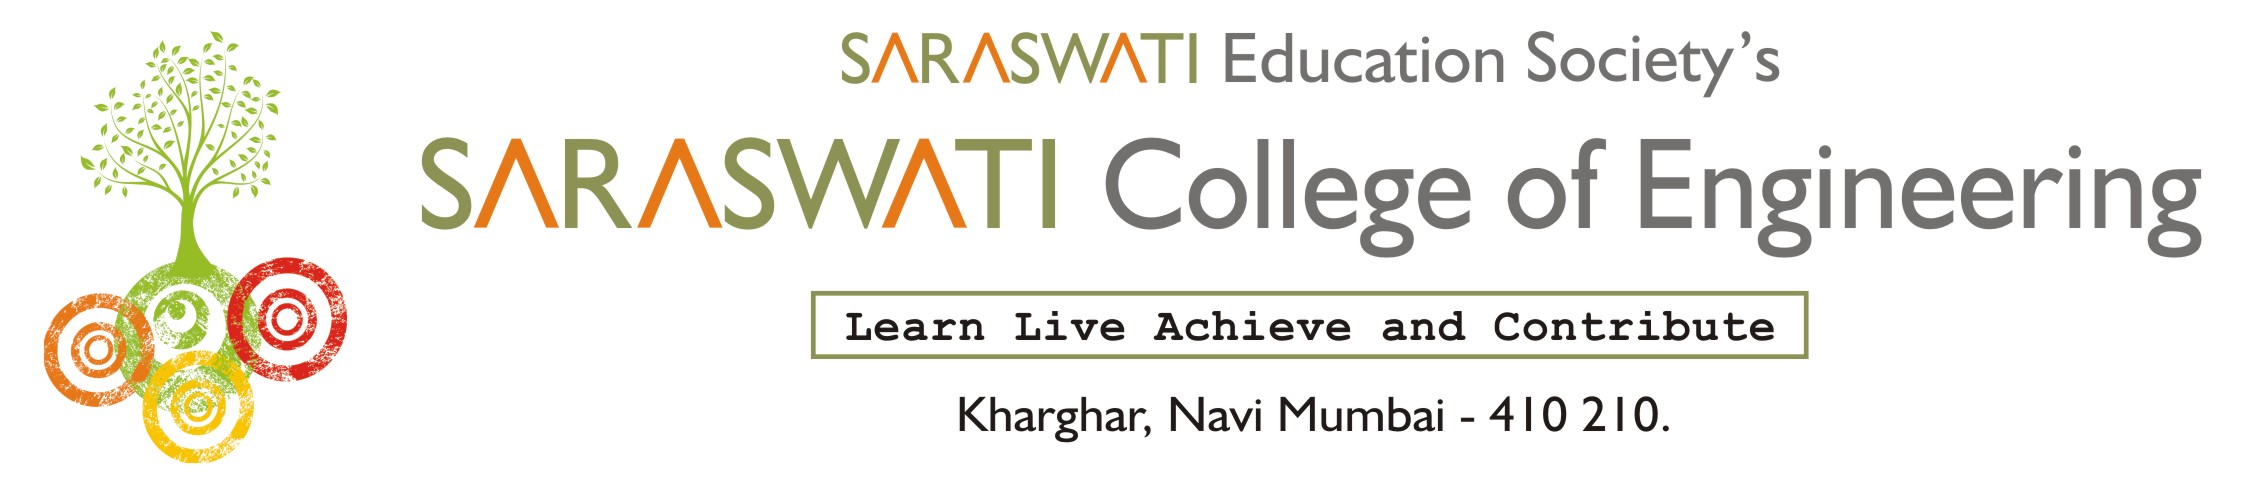 SARASWATI Education Society's
SARASWATI College of Engineering
Learn Live Achieve and Contribute
Kharghar, Navi Mumbai - 410 210.